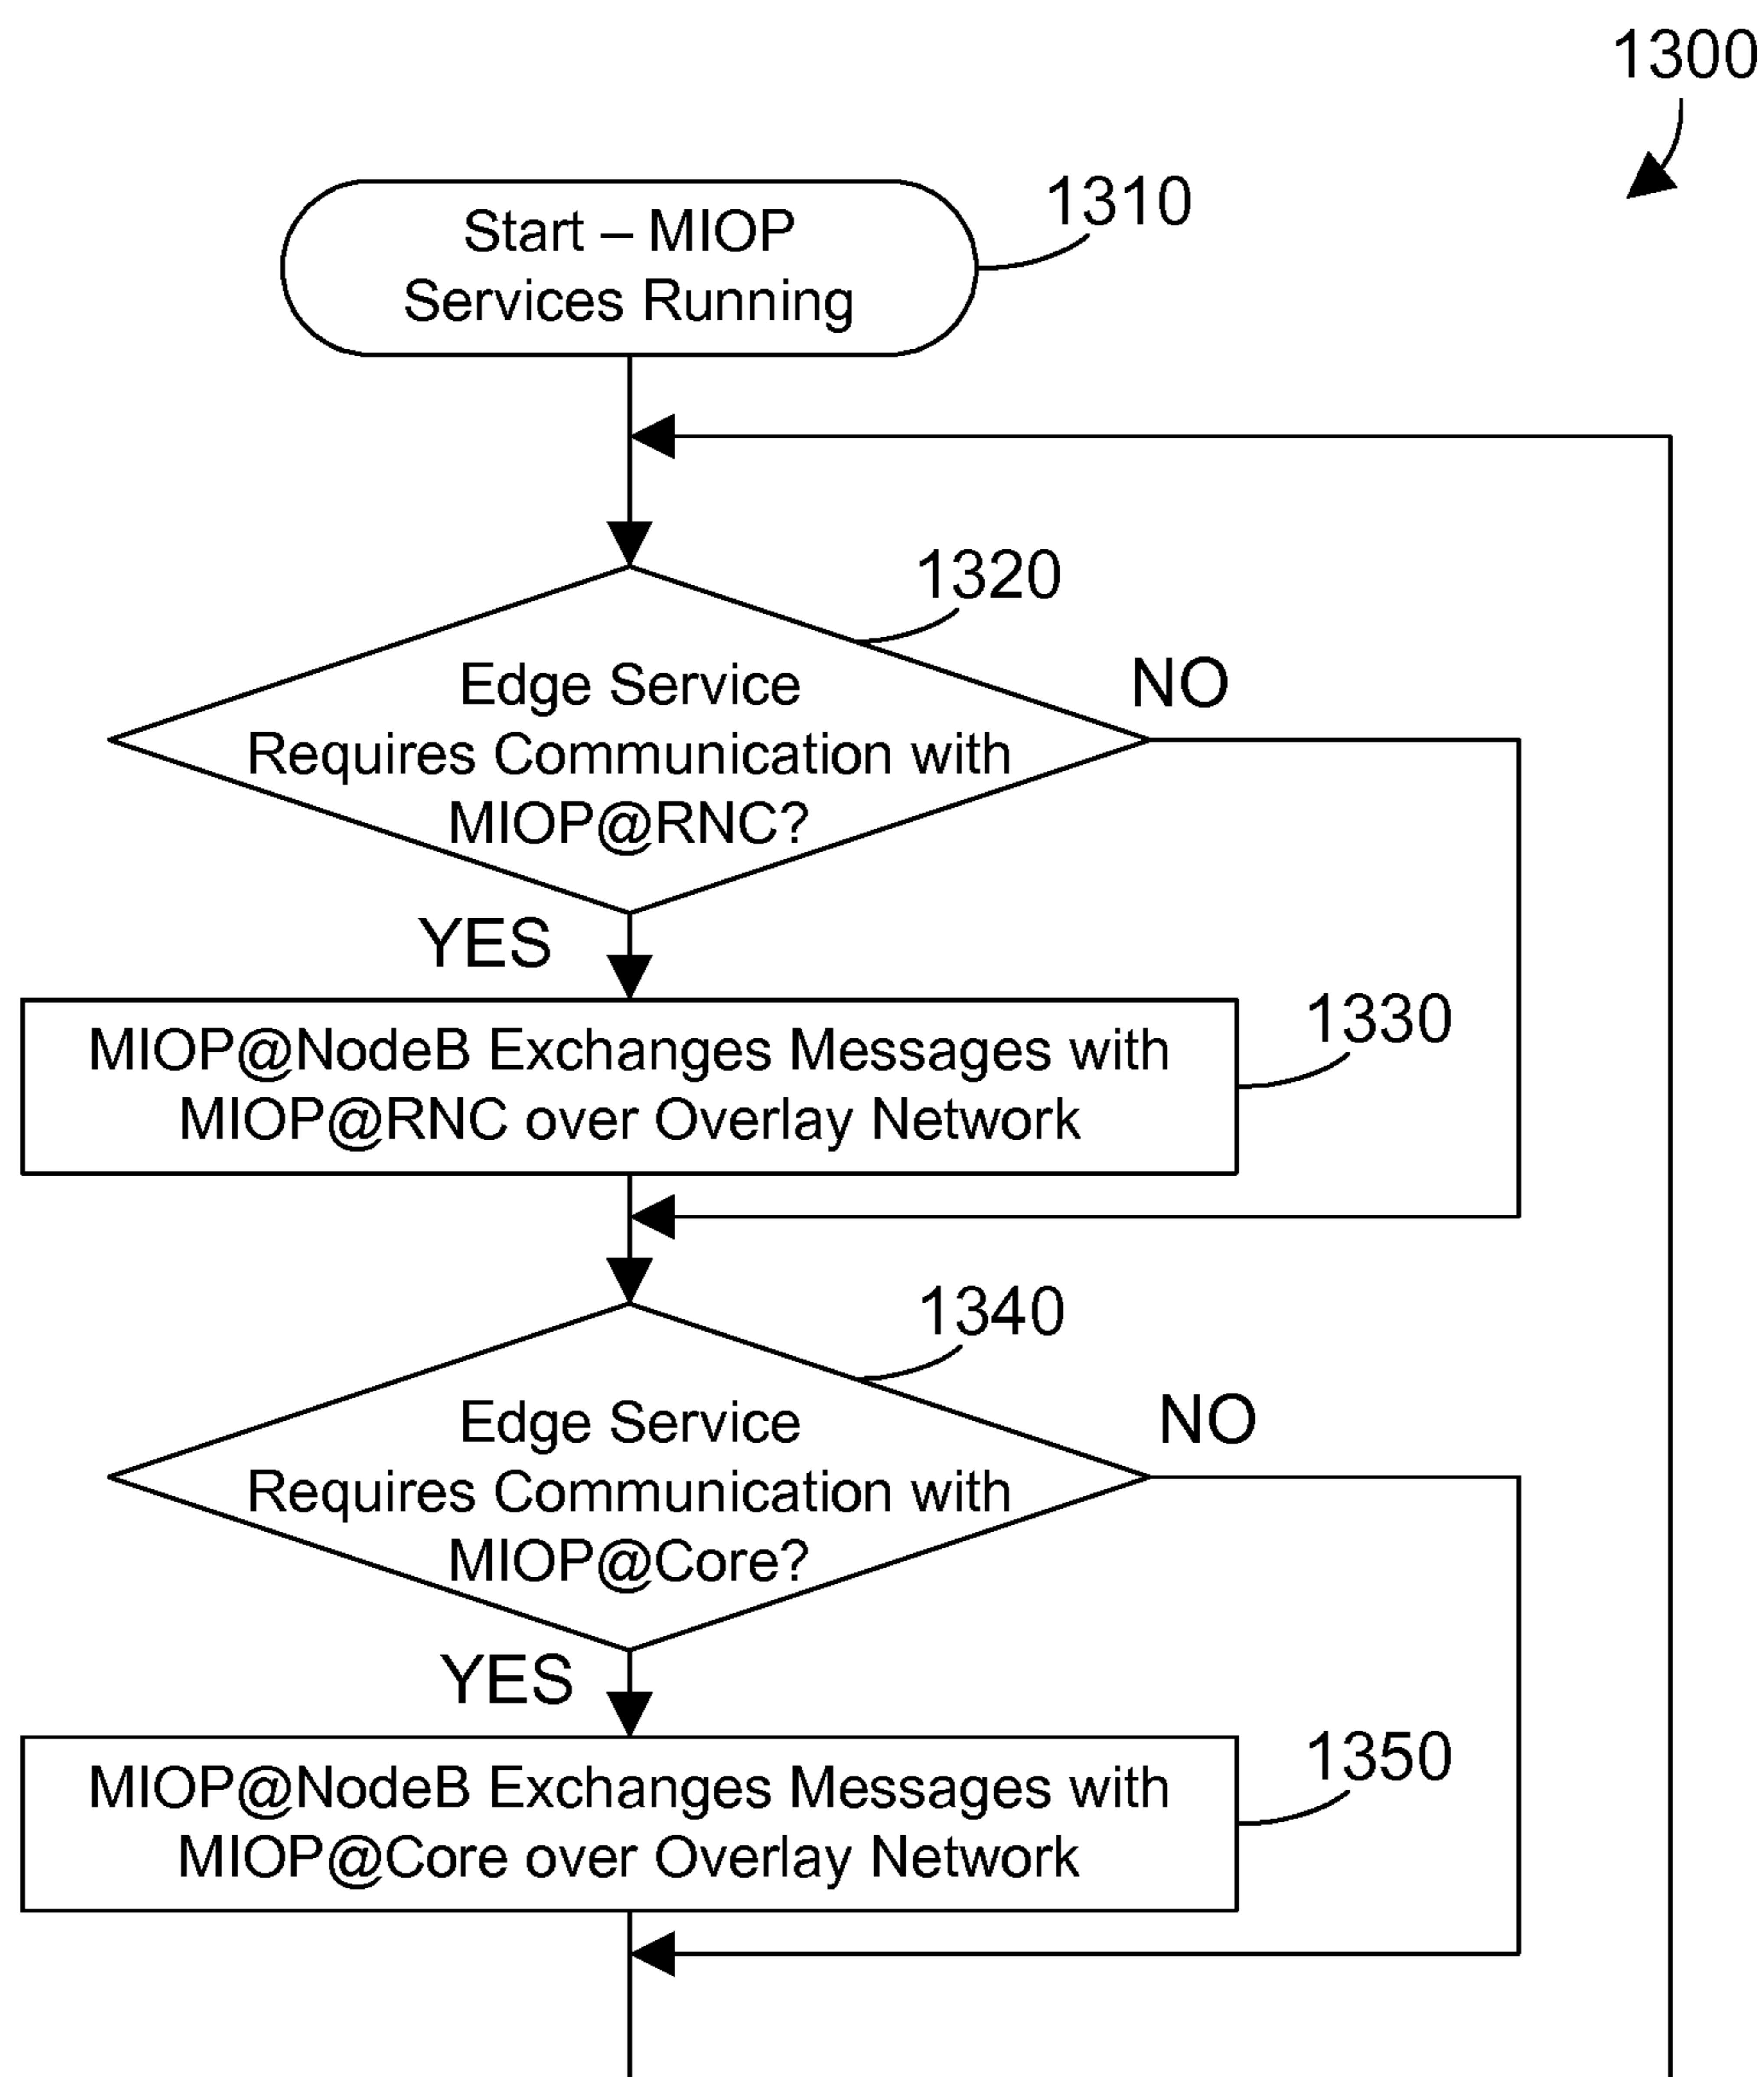 1300
Start – MIOP
Services Running
1310
1320
Edge Service
Requires Communication with
MIOP@RNC?
NO
YES
MIOP@NodeB Exchanges Messages with
MIOP@RNC over Overlay Network
1330
1340
Edge Service
Requires Communication with
MIOP@Core?
NO
YES
MIOP@NodeB Exchanges Messages with
MIOP@Core over Overlay Network
1350